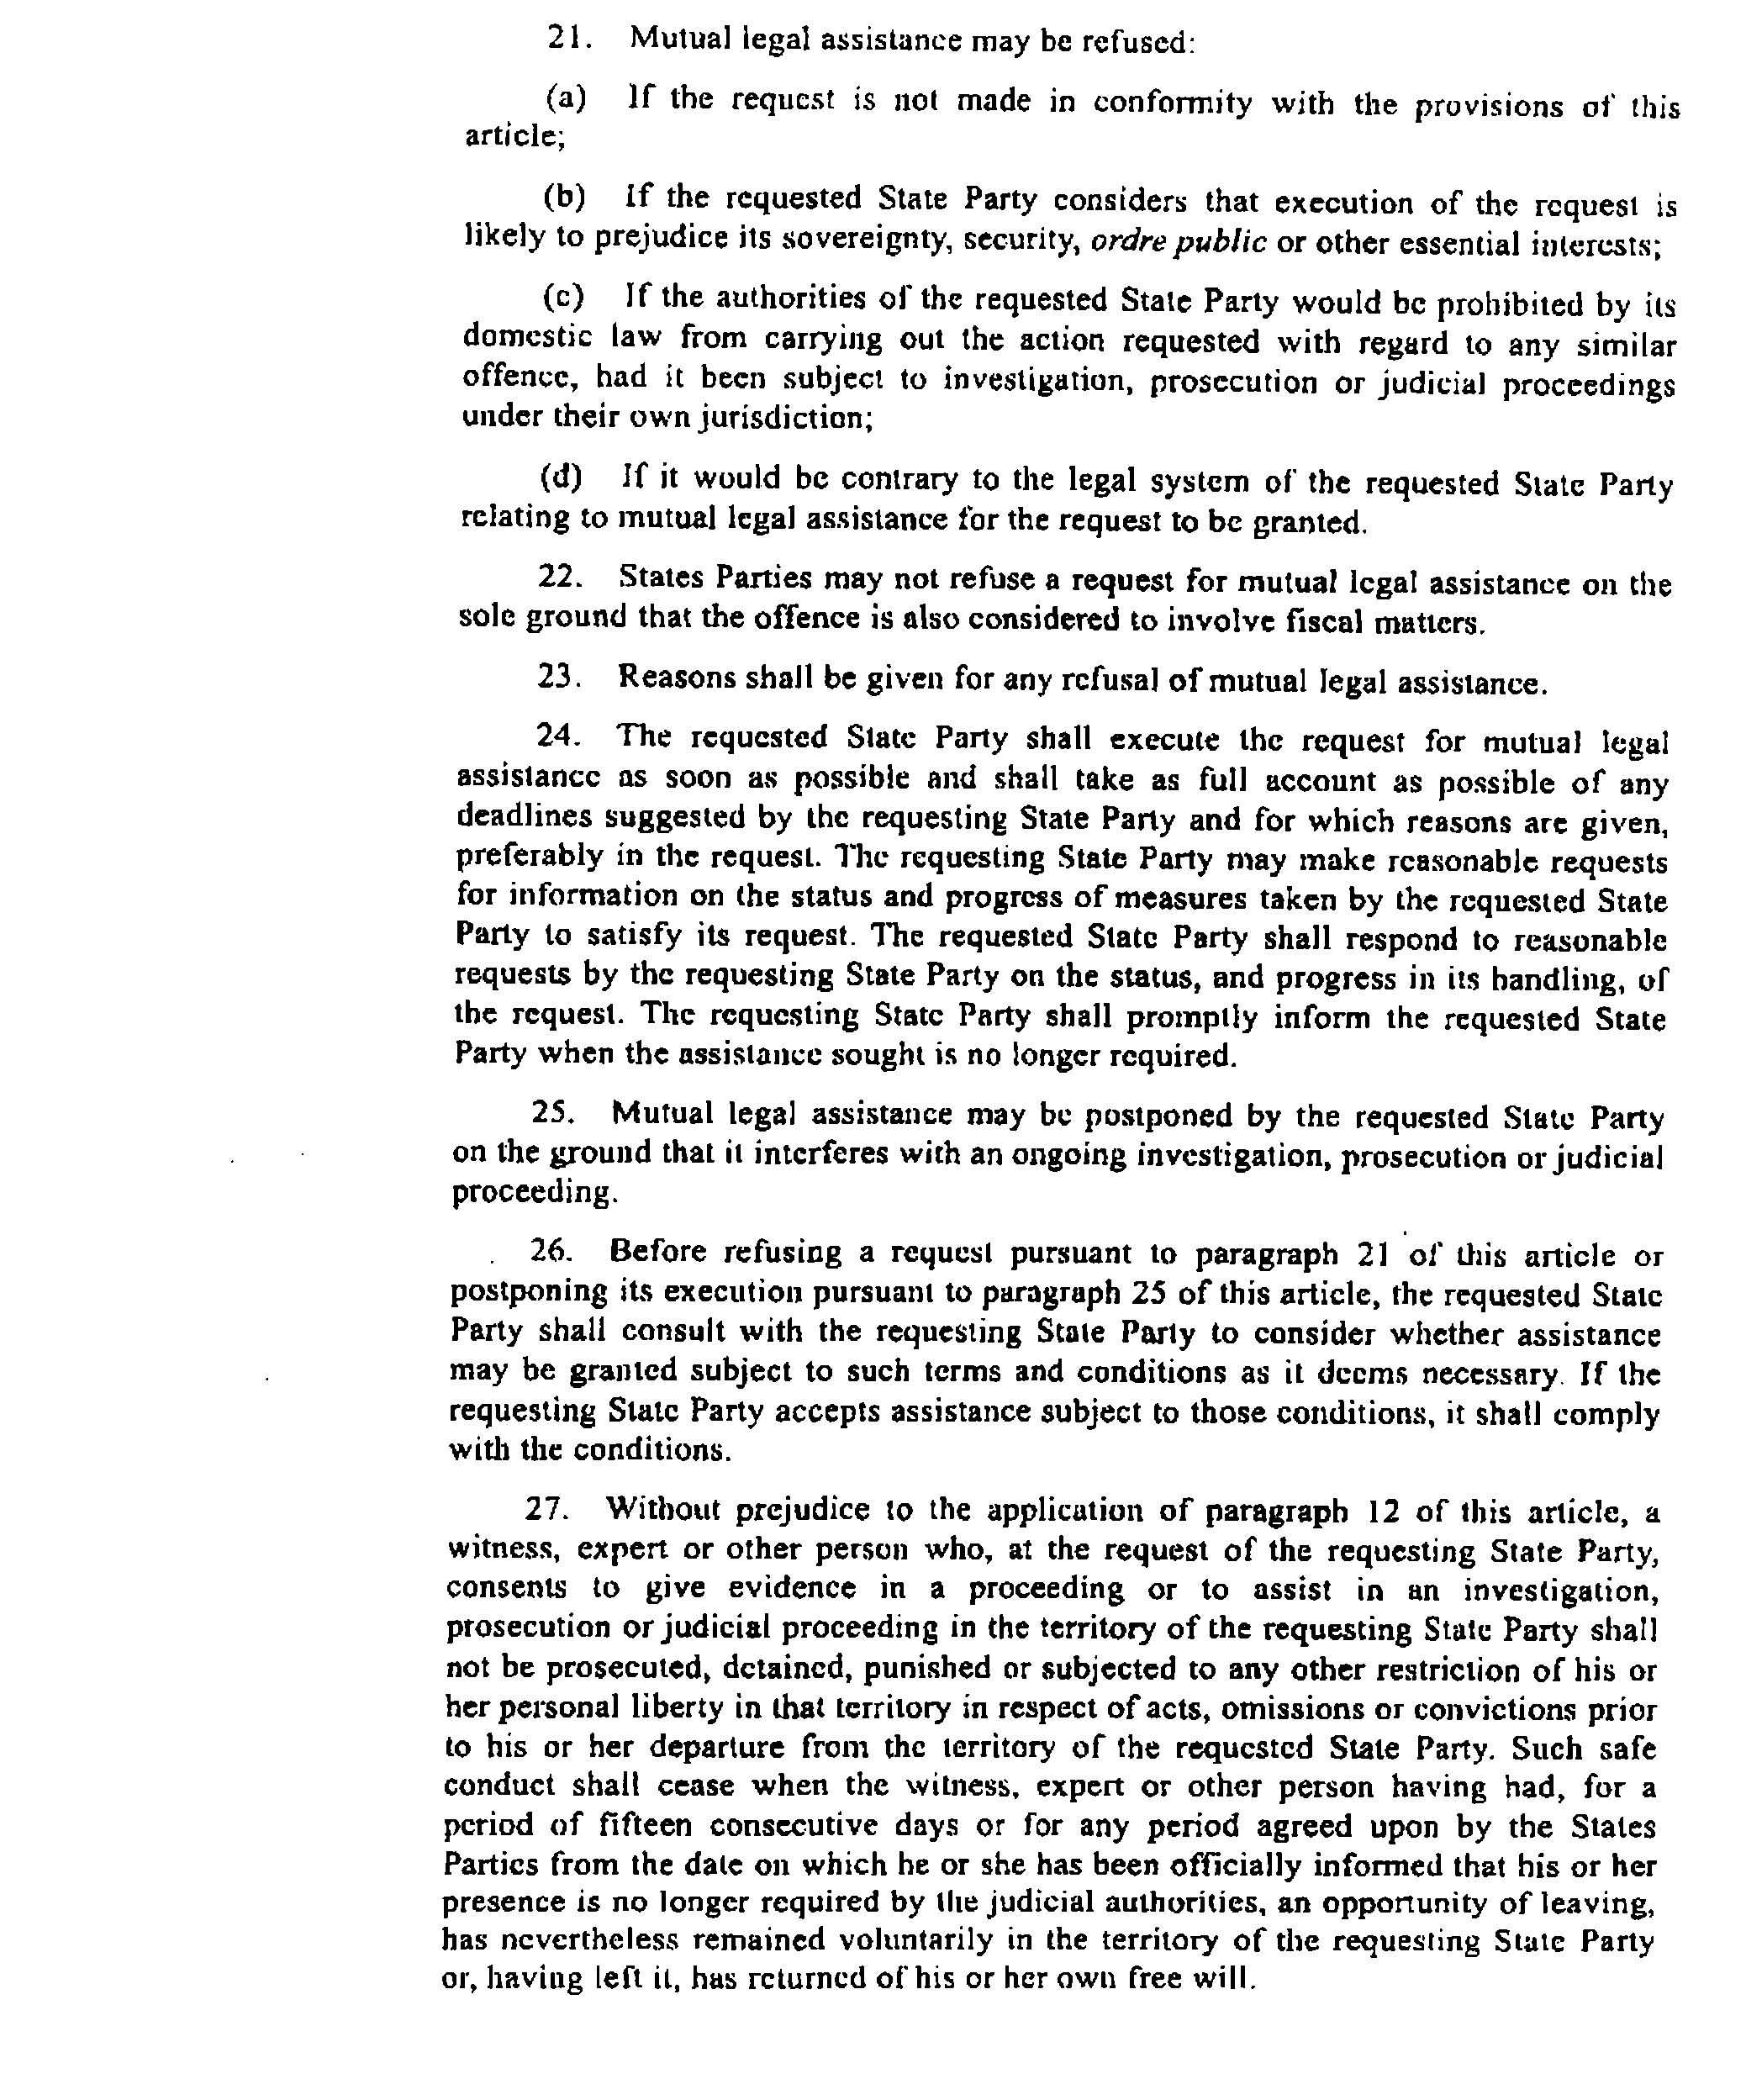 21. Mutual legal assistance may be refused:
(a) If the request is not made in conformity with the provisions of this
article;
(b) If the requested State Party considers that execution of the request is
likely to prejudice its sovereignty, security, ordre public or other essential interests;
(c) If the authorities of the requested State Party would be prohibited by its
domestic law from carrying out the action requested with regard to any similar
offence, had it been subject to investigation, prosecution or judicial proceedings
under their own jurisdiction;
(d) If it would be contrary to the legal system of the requested State Party
relating to mutual legal assistance for the request to be granted.
22. States Parties may not refuse a request for mutual legal assistance on the
sole ground that the offence is also considered to involve fiscal matters.
23. Reasons shall be given for any refusal of mutual legal assistance.
24. The requested State Party shall execute the request for mutual legal
assistance as soon as possible and shall take as full account as possible of any
deadlines suggested by the requesting State Party and for which reasons are given,
preferably in the request. The requesting State Party may make reasonable requests
for information on the status and progress of measures taken by the requested State
Party to satisfy its request. The requested State Party shall respond to reasonable
requests by the requesting State Party on the status, and progress in its handling, of
the request. The requesting State Party shall promptly inform the requested State
Party when the assistance sought is no longer required.
25. Mutual legal assistance may be postponed by the requested State Party
on the ground that it interferes with an ongoing investigation, prosecution or judicial
proceeding.
26. Before refusing a request pursuant to paragraph 21 of this article or
postponing its execution pursuant to paragraph 25 of this article, the requested State
Party shall consult with the requesting State Party to consider whether assistance
may be granted subject to such terms and conditions as it deems necessary. If the
requesting State Party accepts assistance subject to those conditions, it shall comply
with the conditions.
27. Without prejudice to the application of paragraph 12 of this article, a
witness, expert or other person who, at the request of the requesting State Party,
consents to give evidence in a proceeding or to assist in an investigation,
prosecution or judicial proceeding in the territory of the requesting State Party shall
not be prosecuted, detained, punished or subjected to any other restriction of his or
her personal liberty in that territory in respect of acts, omissions or convictions prior
to his or her departure from the territory of the requested State Party. Such safe
conduct shall cease when the witness, expert or other person having had, for a
period of fifteen consecutive days or for any period agreed upon by the States
Parties from the date on which he or she has been officially informed that his or her
presence is no longer required by the judicial authorities, an opportunity of leaving,
has nevertheless remained voluntarily in the territory of the requesting State Party
or, having left it, has returned of his or her own free will.